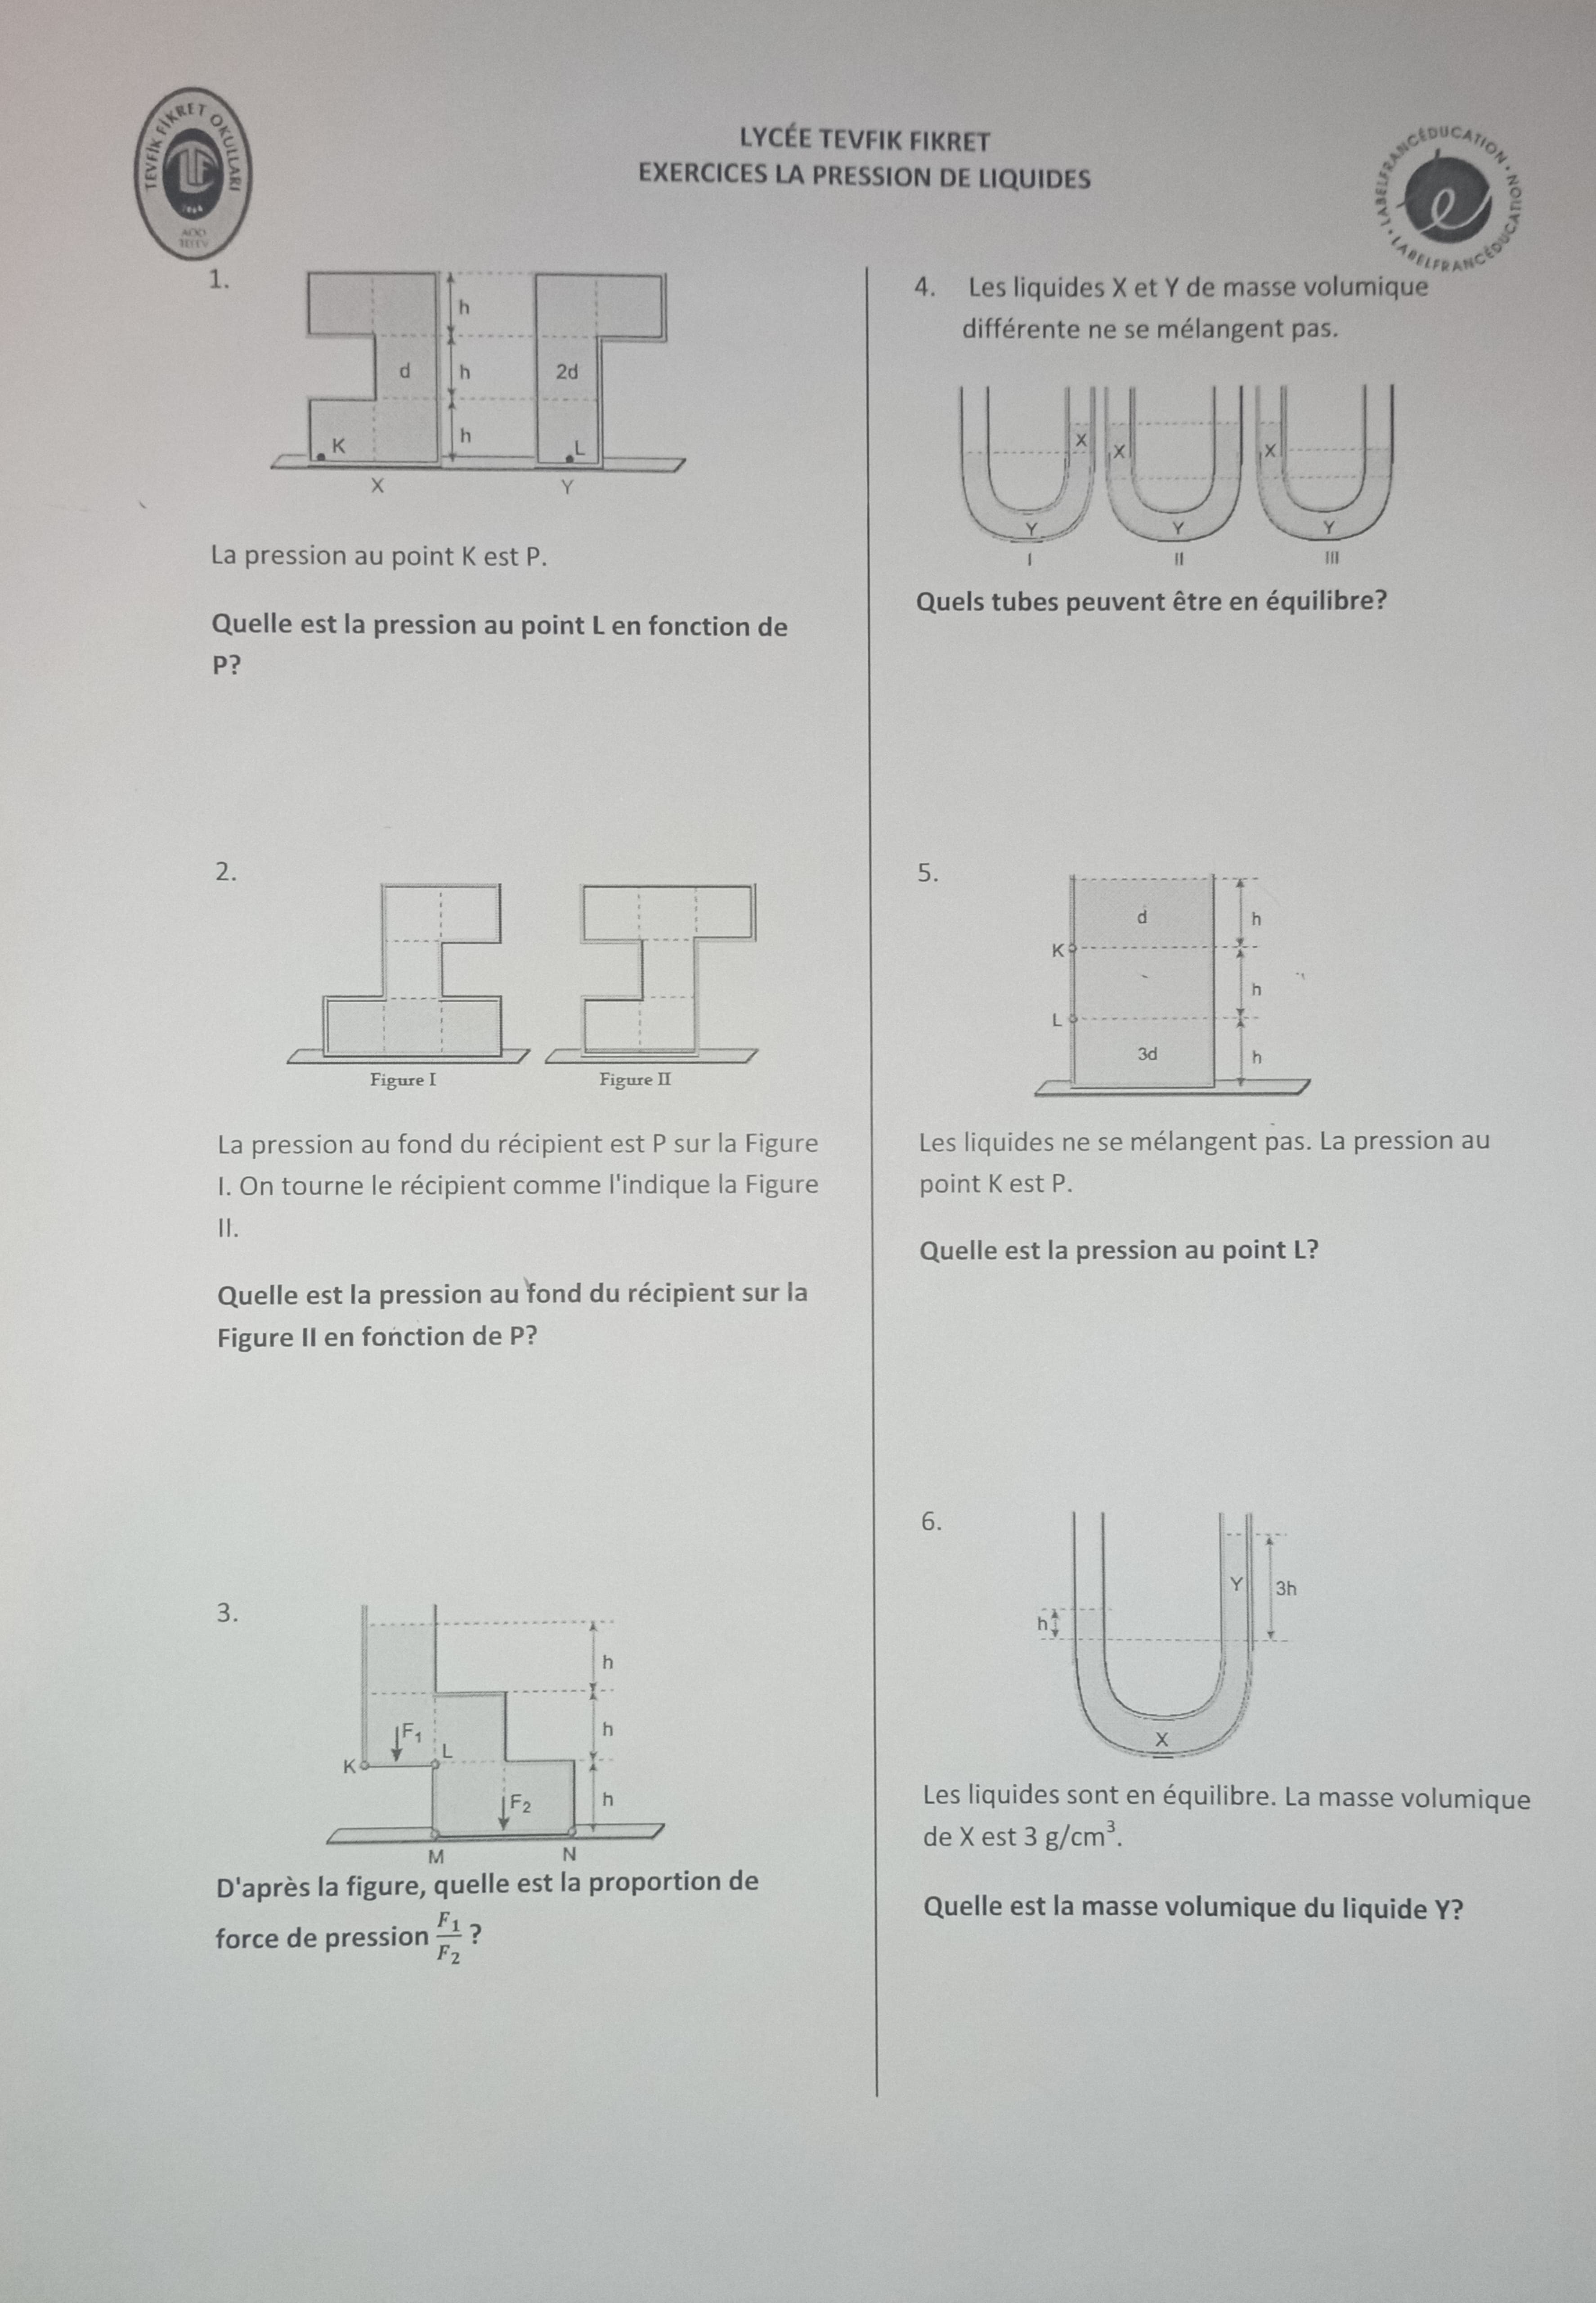 TEVFİK FİKRET OKULLARI
1964
LYCÉE TEVFIK FIKRET
EXERCICES LA PRESSION DE LIQUIDES
LABELFRANCÉDUCATION • LABELFRANCÉDUCATION •
e
1.
h
d
h
2d
h
K
L
X
Y
La pression au point K est P.
Quelle est la pression au point L en fonction de
P?
2.
Figure I
Figure II
La pression au fond du récipient est P sur la Figure
I. On tourne le récipient comme l'indique la Figure
II.
Quelle est la pression au fond du récipient sur la
Figure II en fonction de P?
3.
h
h
F₁
L
K
h
F₂
M
N
D'après la figure, quelle est la proportion de
force de pression F₁/F₂ ?
4. Les liquides X et Y de masse volumique
différente ne se mélangent pas.
X X X
Y Y Y
I II III
Quels tubes peuvent être en équilibre?
5.
d
h
K
h
L
3d
h
Les liquides ne se mélangent pas. La pression au
point K est P.
Quelle est la pression au point L?
6.
Y
3h
h
X
Les liquides sont en équilibre. La masse volumique
de X est 3 g/cm³.
Quelle est la masse volumique du liquide Y?